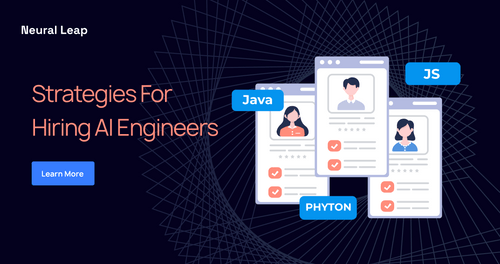 Neural Leap
Strategies For
Hiring AI Engineers
Learn More
JS
Java
PHYTON